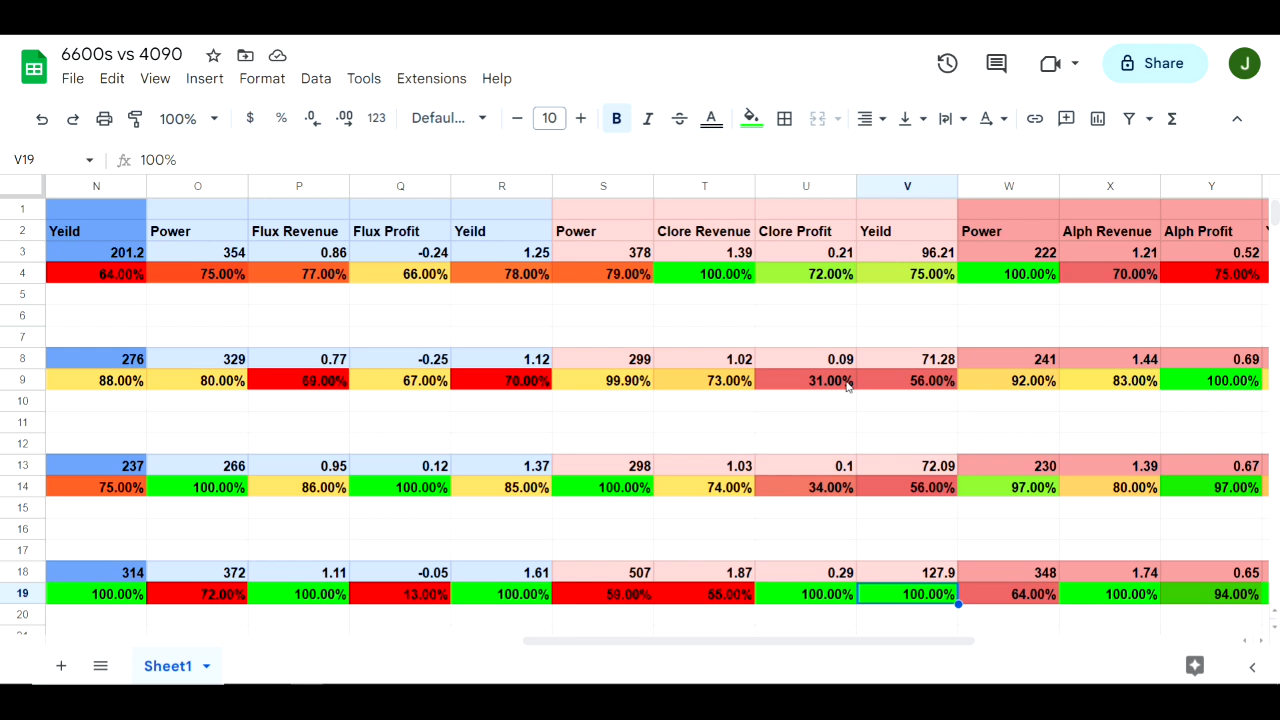 6600s vs 4090
File Edit View Insert Format Data Tools Extensions Help
Share
J
100% $ % .0 .00 123 Defaul... 10 B I A
V19 fx 100%
N O P Q R S T U V W X Y
1
2 Yeild Power Flux Revenue Flux Profit Yeild Power Clore Revenue Clore Profit Yeild Power Alph Revenue Alph Profit
3 201.2 354 0.86 -0.24 1.25 378 1.39 0.21 96.21 222 1.21 0.52
4 64.00% 75.00% 77.00% 66.00% 78.00% 79.00% 100.00% 72.00% 75.00% 100.00% 70.00% 75.00%
5
6
7
8 276 329 0.77 -0.25 1.12 299 1.02 0.09 71.28 241 1.44 0.69
9 88.00% 80.00% 69.00% 67.00% 70.00% 99.90% 73.00% 31.00% 56.00% 92.00% 83.00% 100.00%
10
11
12
13 237 266 0.95 0.12 1.37 298 1.03 0.1 72.09 230 1.39 0.67
14 75.00% 100.00% 86.00% 100.00% 85.00% 100.00% 74.00% 34.00% 56.00% 97.00% 80.00% 97.00%
15
16
17
18 314 372 1.11 -0.05 1.61 507 1.87 0.29 127.9 348 1.74 0.65
19 100.00% 72.00% 100.00% 13.00% 100.00% 59.00% 55.00% 100.00% 100.00% 64.00% 100.00% 94.00%
20
Sheet1